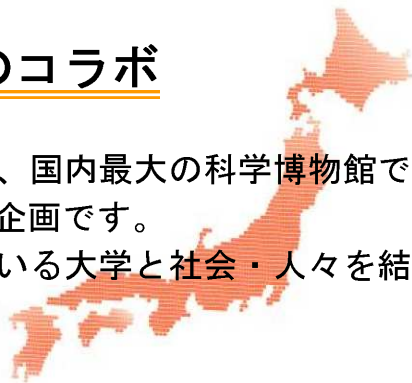 のコラボ
、国内最大の科学博物館で
企画です。
いる大学と社会・人々を結